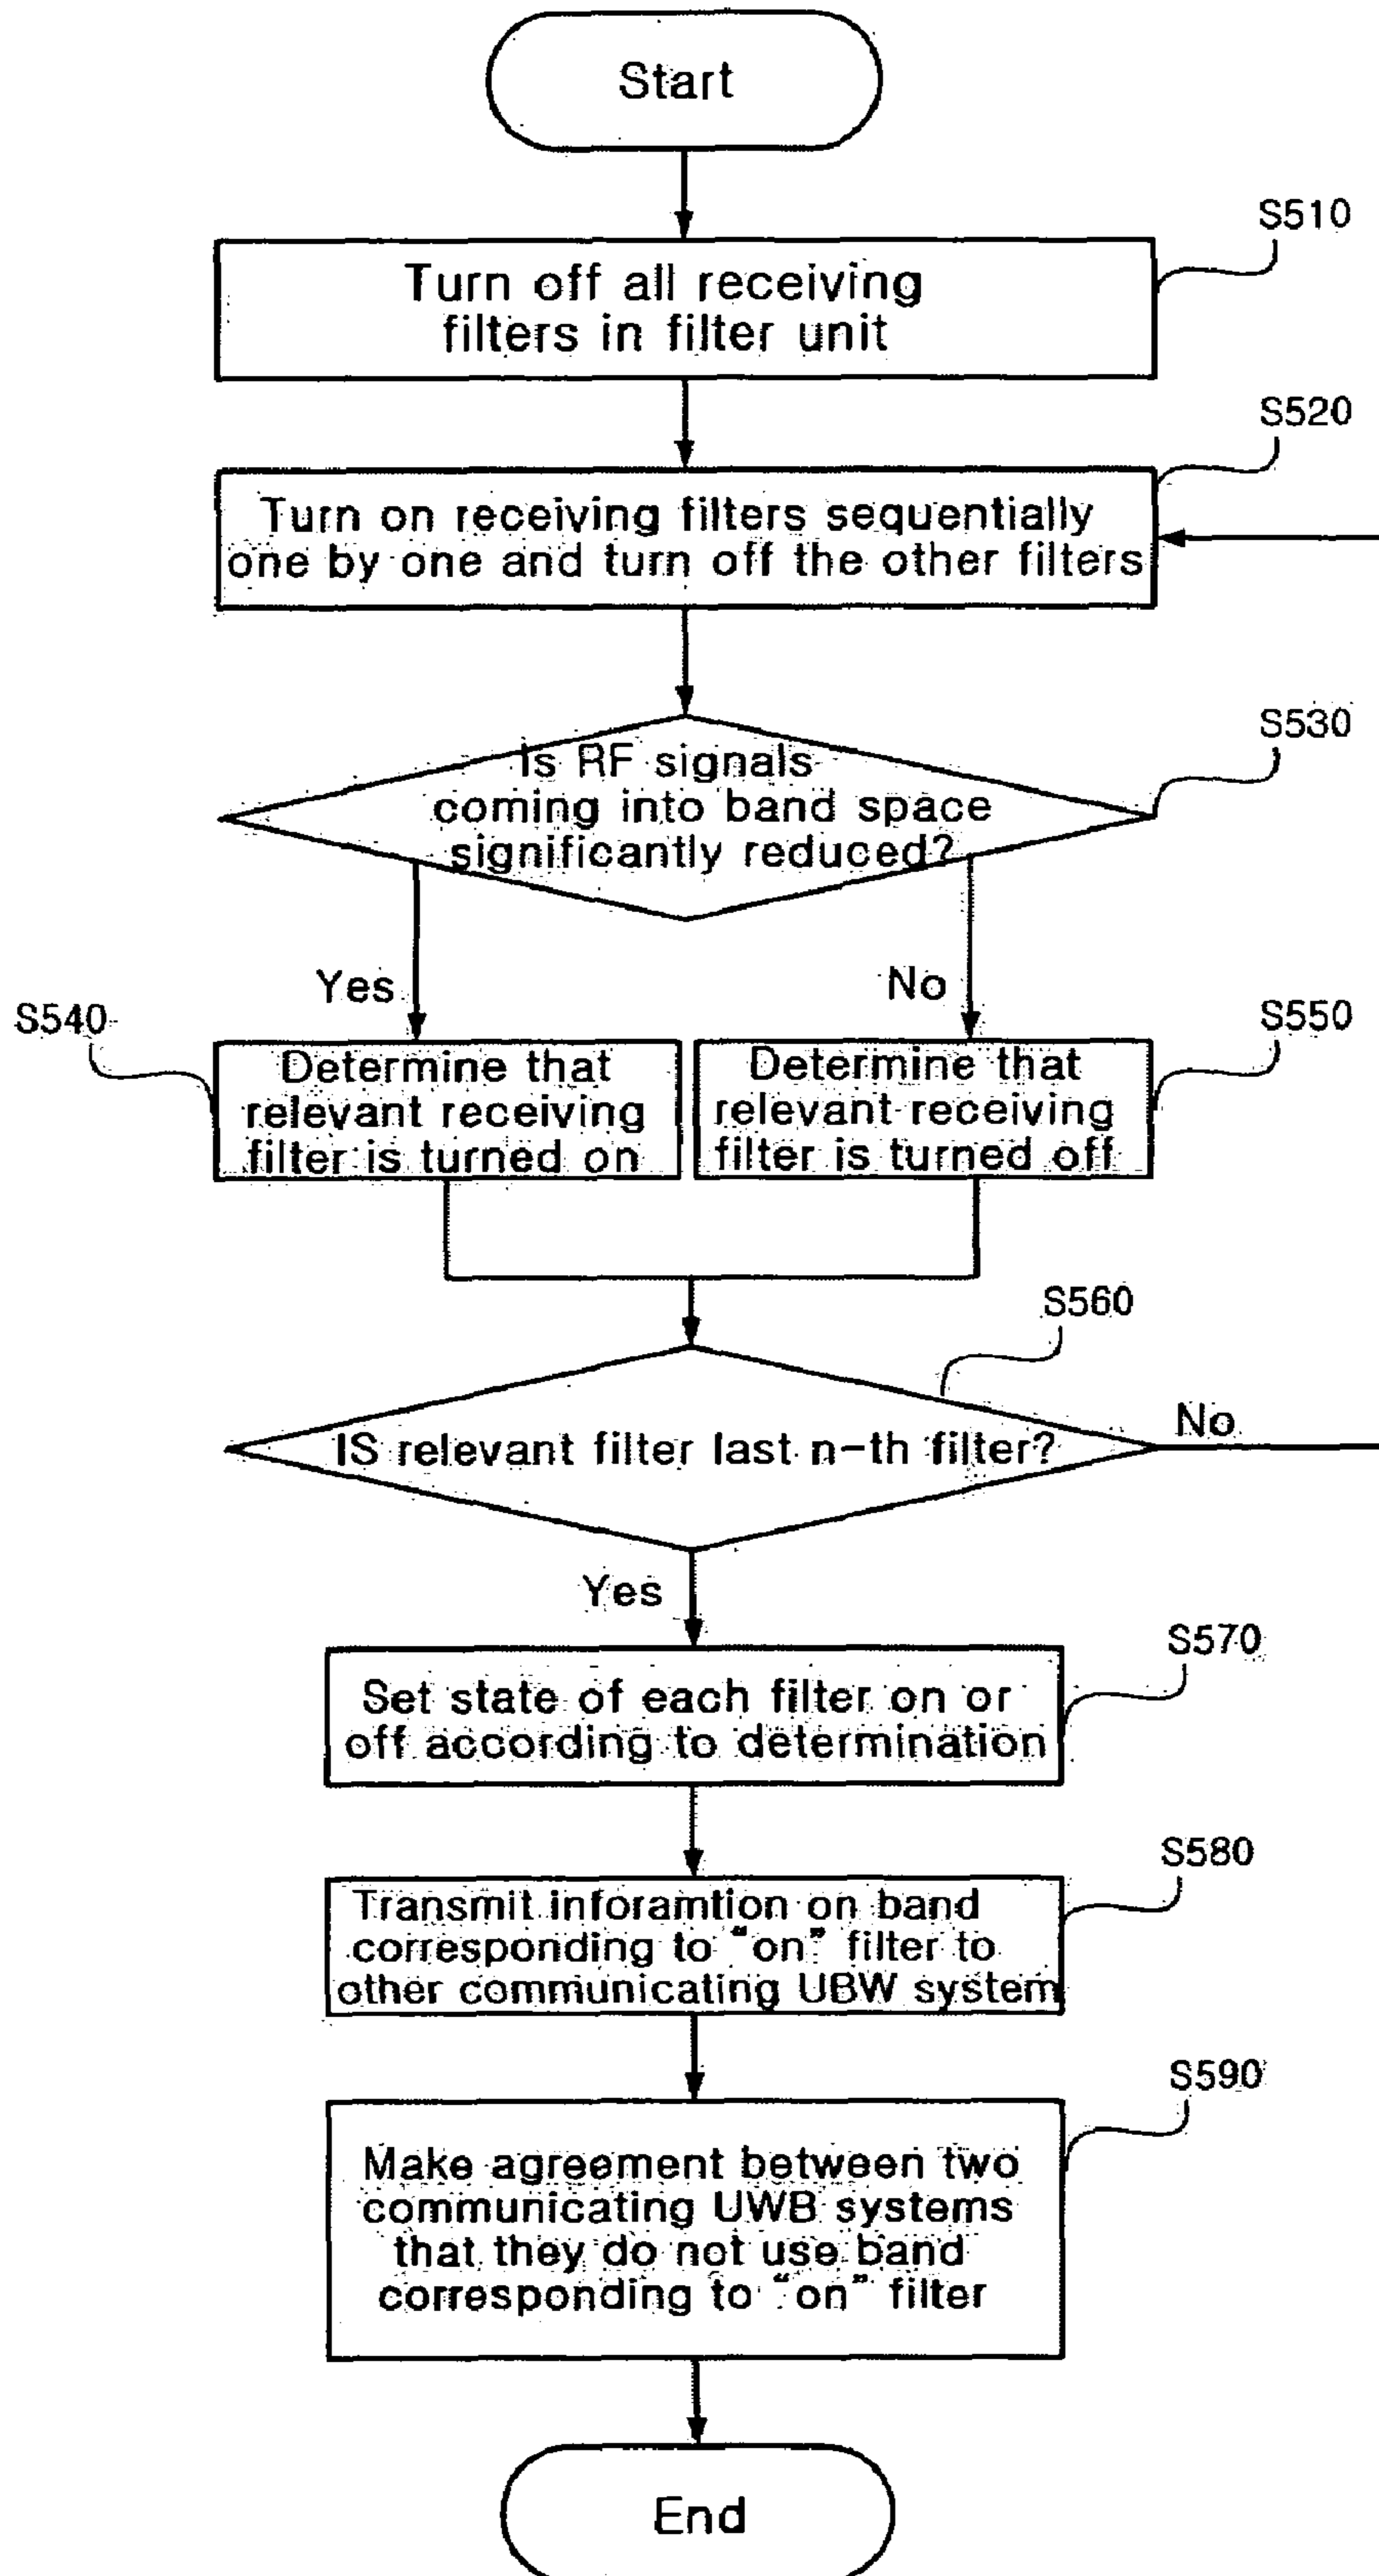 Start
S510
Turn off all receiving
filters in filter unit
S520
Turn on receiving filters sequentially
one by one and turn off the other filters
S530
Is RF signals
coming into band space
significantly reduced?
Yes
No
S540
S550
Determine that
relevant receiving
filter is turned on
Determine that
relevant receiving
filter is turned off
S560
IS relevant filter last n-th filter?
No
Yes
S570
Set state of each filter on or
off according to determination
S580
Transmit inforamtion on band
corresponding to "on" filter to
other communicating UBW system
S590
Make agreement between two
communicating UWB systems
that they do not use band
corresponding to "on" filter
End